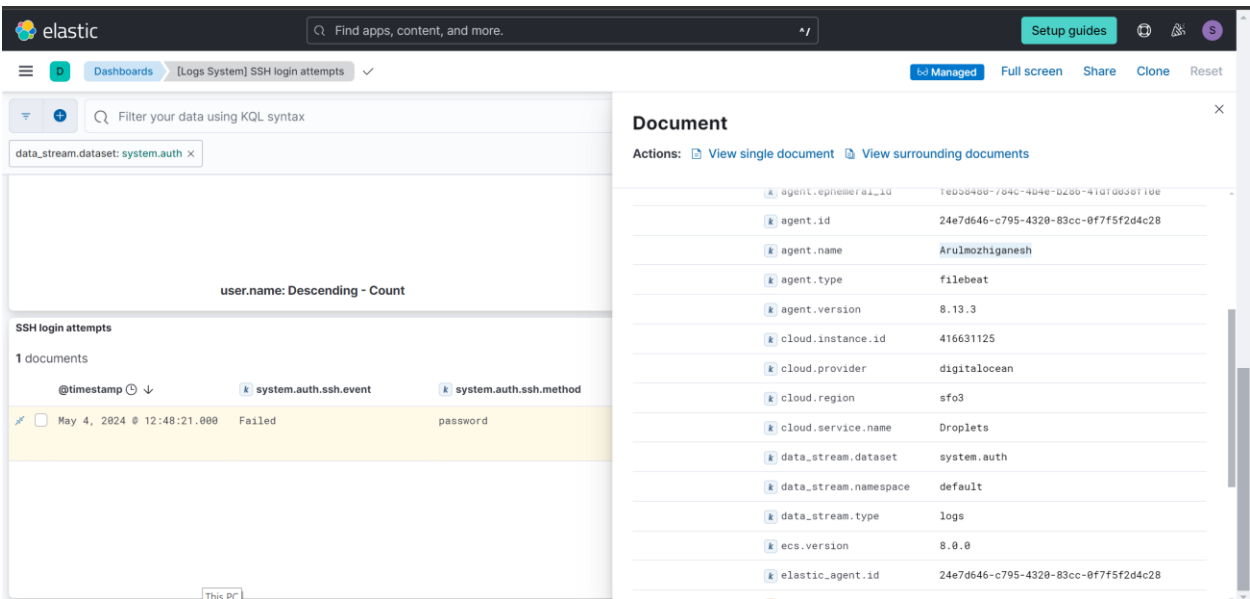 elastic
Find apps, content, and more.
^/
Setup guides
S
D
Dashboards
[Logs System] SSH login attempts
Managed
Full screen
Share
Clone
Reset
Filter your data using KQL syntax
data_stream.dataset: system.auth ×
user.name: Descending - Count
SSH login attempts
1 documents
@timestamp
k system.auth.ssh.event
k system.auth.ssh.method
May 4, 2024 @ 12:48:21.000
Failed
password
This PC
Document
Actions: View single document View surrounding documents
k agent.ephemeral_id
k agent.id 24e7d646-c795-4320-83cc-0f7f5f2d4c28
k agent.name Arulmozhiganesh
k agent.type filebeat
k agent.version 8.13.3
k cloud.instance.id 416631125
k cloud.provider digitalocean
k cloud.region sfo3
k cloud.service.name Droplets
k data_stream.dataset system.auth
k data_stream.namespace default
k data_stream.type logs
k ecs.version 8.0.0
k elastic_agent.id 24e7d646-c795-4320-83cc-0f7f5f2d4c28